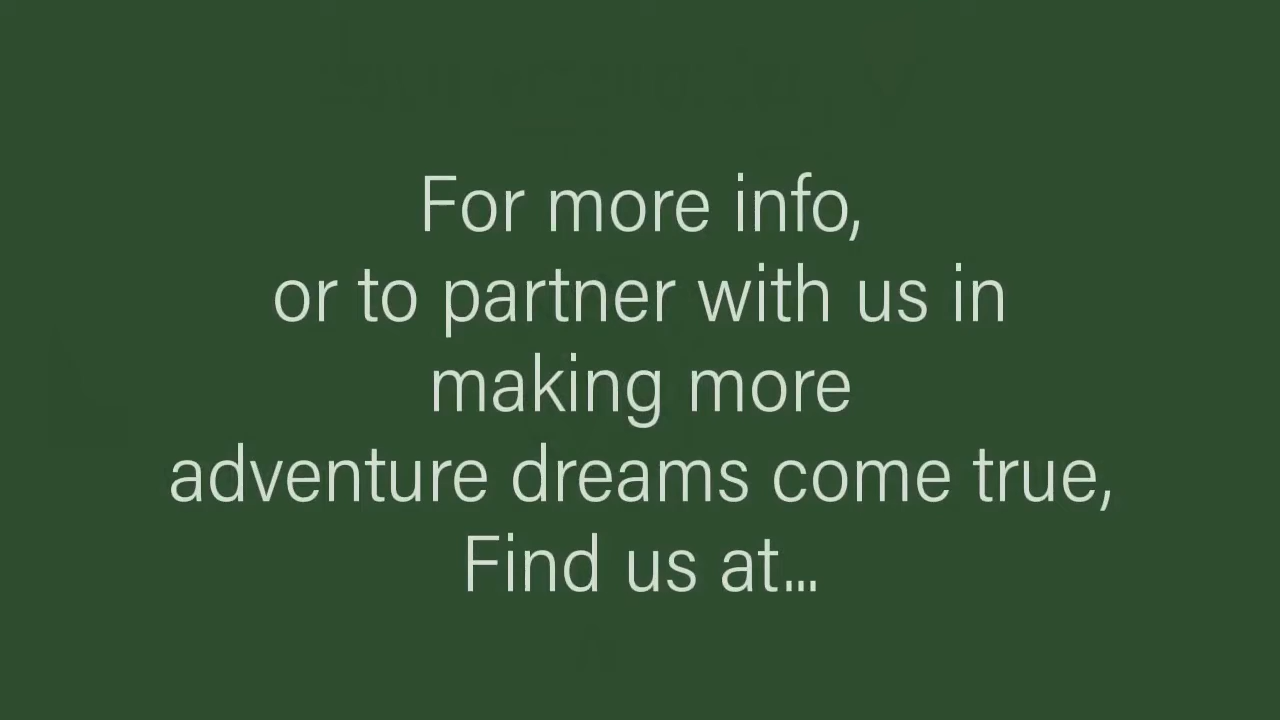 For more info,
or to partner with us in
making more
adventure dreams come true,
Find us at...